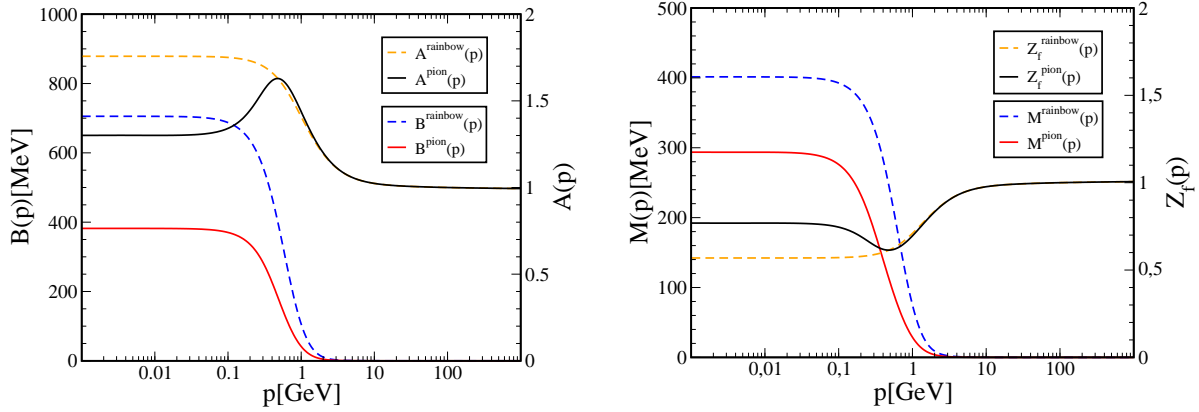 1000
800
600
400
200
0
B(p)[MeV]
0.01
0.1
1
10
100
p[GeV]
2
1.5
1
0.5
0
A(p)
A^rainbow(p)
A^pion(p)
B^rainbow(p)
B^pion(p)
500
400
300
200
100
0
M(p)[MeV]
0,01
0,1
1
10
100
p[GeV]
2
1.5
1
0.5
0
Z_f(p)
Z_f^rainbow(p)
Z_f^pion(p)
M^rainbow(p)
M^pion(p)